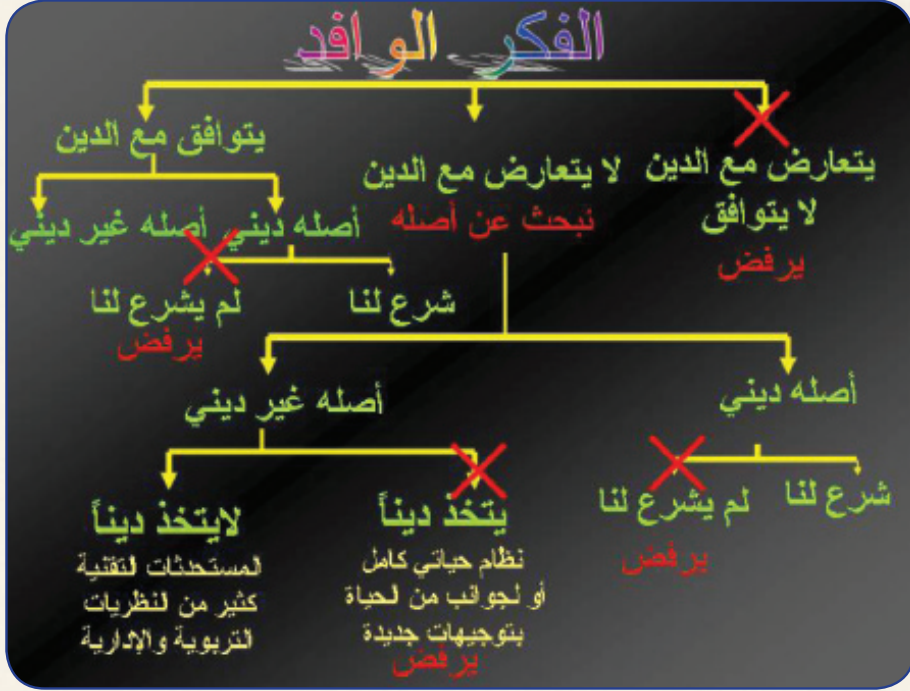 الفكر الوافد
يتعارض مع الدين
لا يتوافق
يرفض
لا يتعارض مع الدين
نبحث عن أصله
يتوافق مع الدين
أصله ديني
أصله غير ديني
شرع لنا
لم يشرع لنا
يرفض
أصله ديني
أصله غير ديني
شرع لنا
لم يشرع لنا
يرفض
يتخذ ديناً
نظام حياتي كامل
أو لجوانب من الحياة
بتوجيهات جديدة
يرفض
لايتخذ ديناً
المستحدثات التقنية
كثير من النظريات
التربوية والإدارية